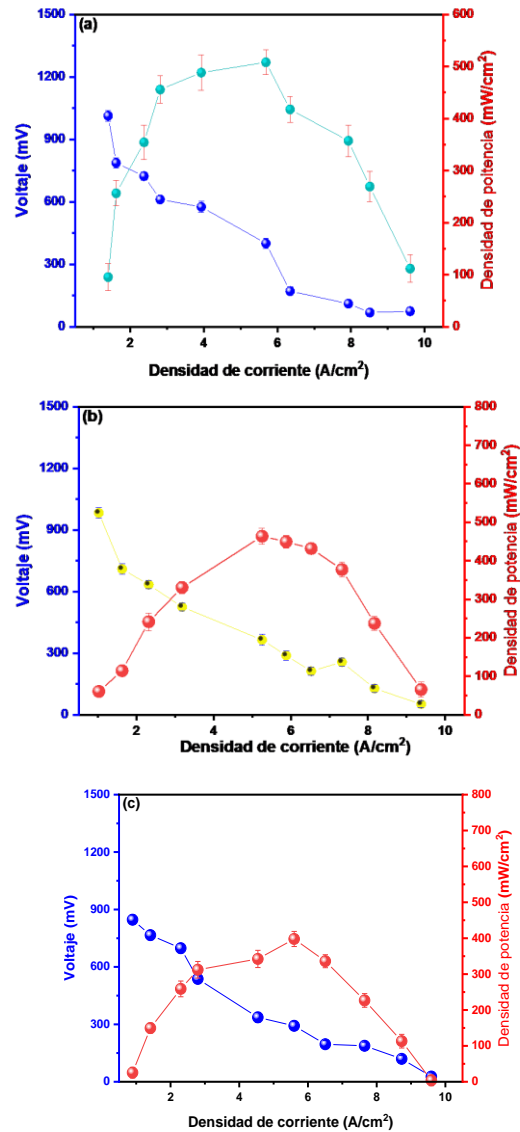 (a)
1500
1200
900
600
300
0
Voltaje (mV)
600
500
400
300
200
100
0
Densidad de poitencia (mW/cm²)
2 4 6 8 10
Densidad de corriente (A/cm²)
(b)
1500
1200
900
600
300
0
Voltaje (mV)
800
700
600
500
400
300
200
100
0
Densidad de potencia (mW/cm²)
2 4 6 8 10
Densidad de corriente (A/cm²)
(c)
1500
1200
900
600
300
0
Voltaje (mV)
800
700
600
500
400
300
200
100
0
Densidad de potencia (mW/cm²)
2 4 6 8 10
Densidad de corriente (A/cm²)